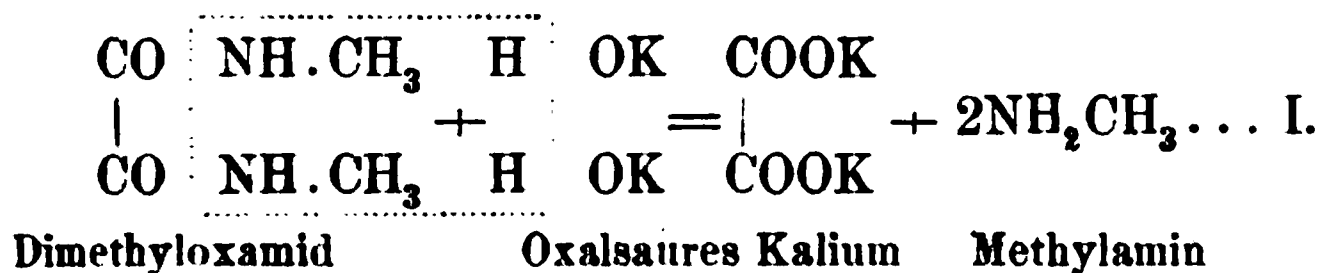 CO NH.CH₃ H OK COOK
| + = | + 2NH₂CH₃... I.
CO NH.CH₃ H OK COOK
Dimethyloxamid Oxalsaures Kalium Methylamin